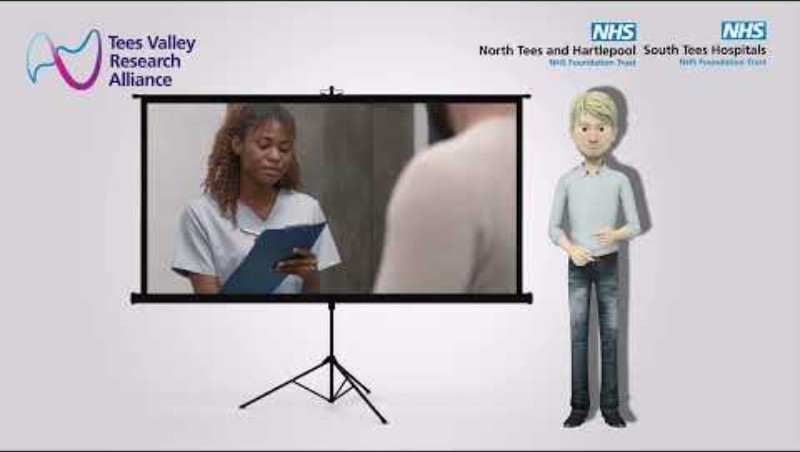 Tees Valley
Research
Alliance
NHS
North Tees and Hartlepool
NHS Foundation Trust
NHS
South Tees Hospitals
NHS Foundation Trust